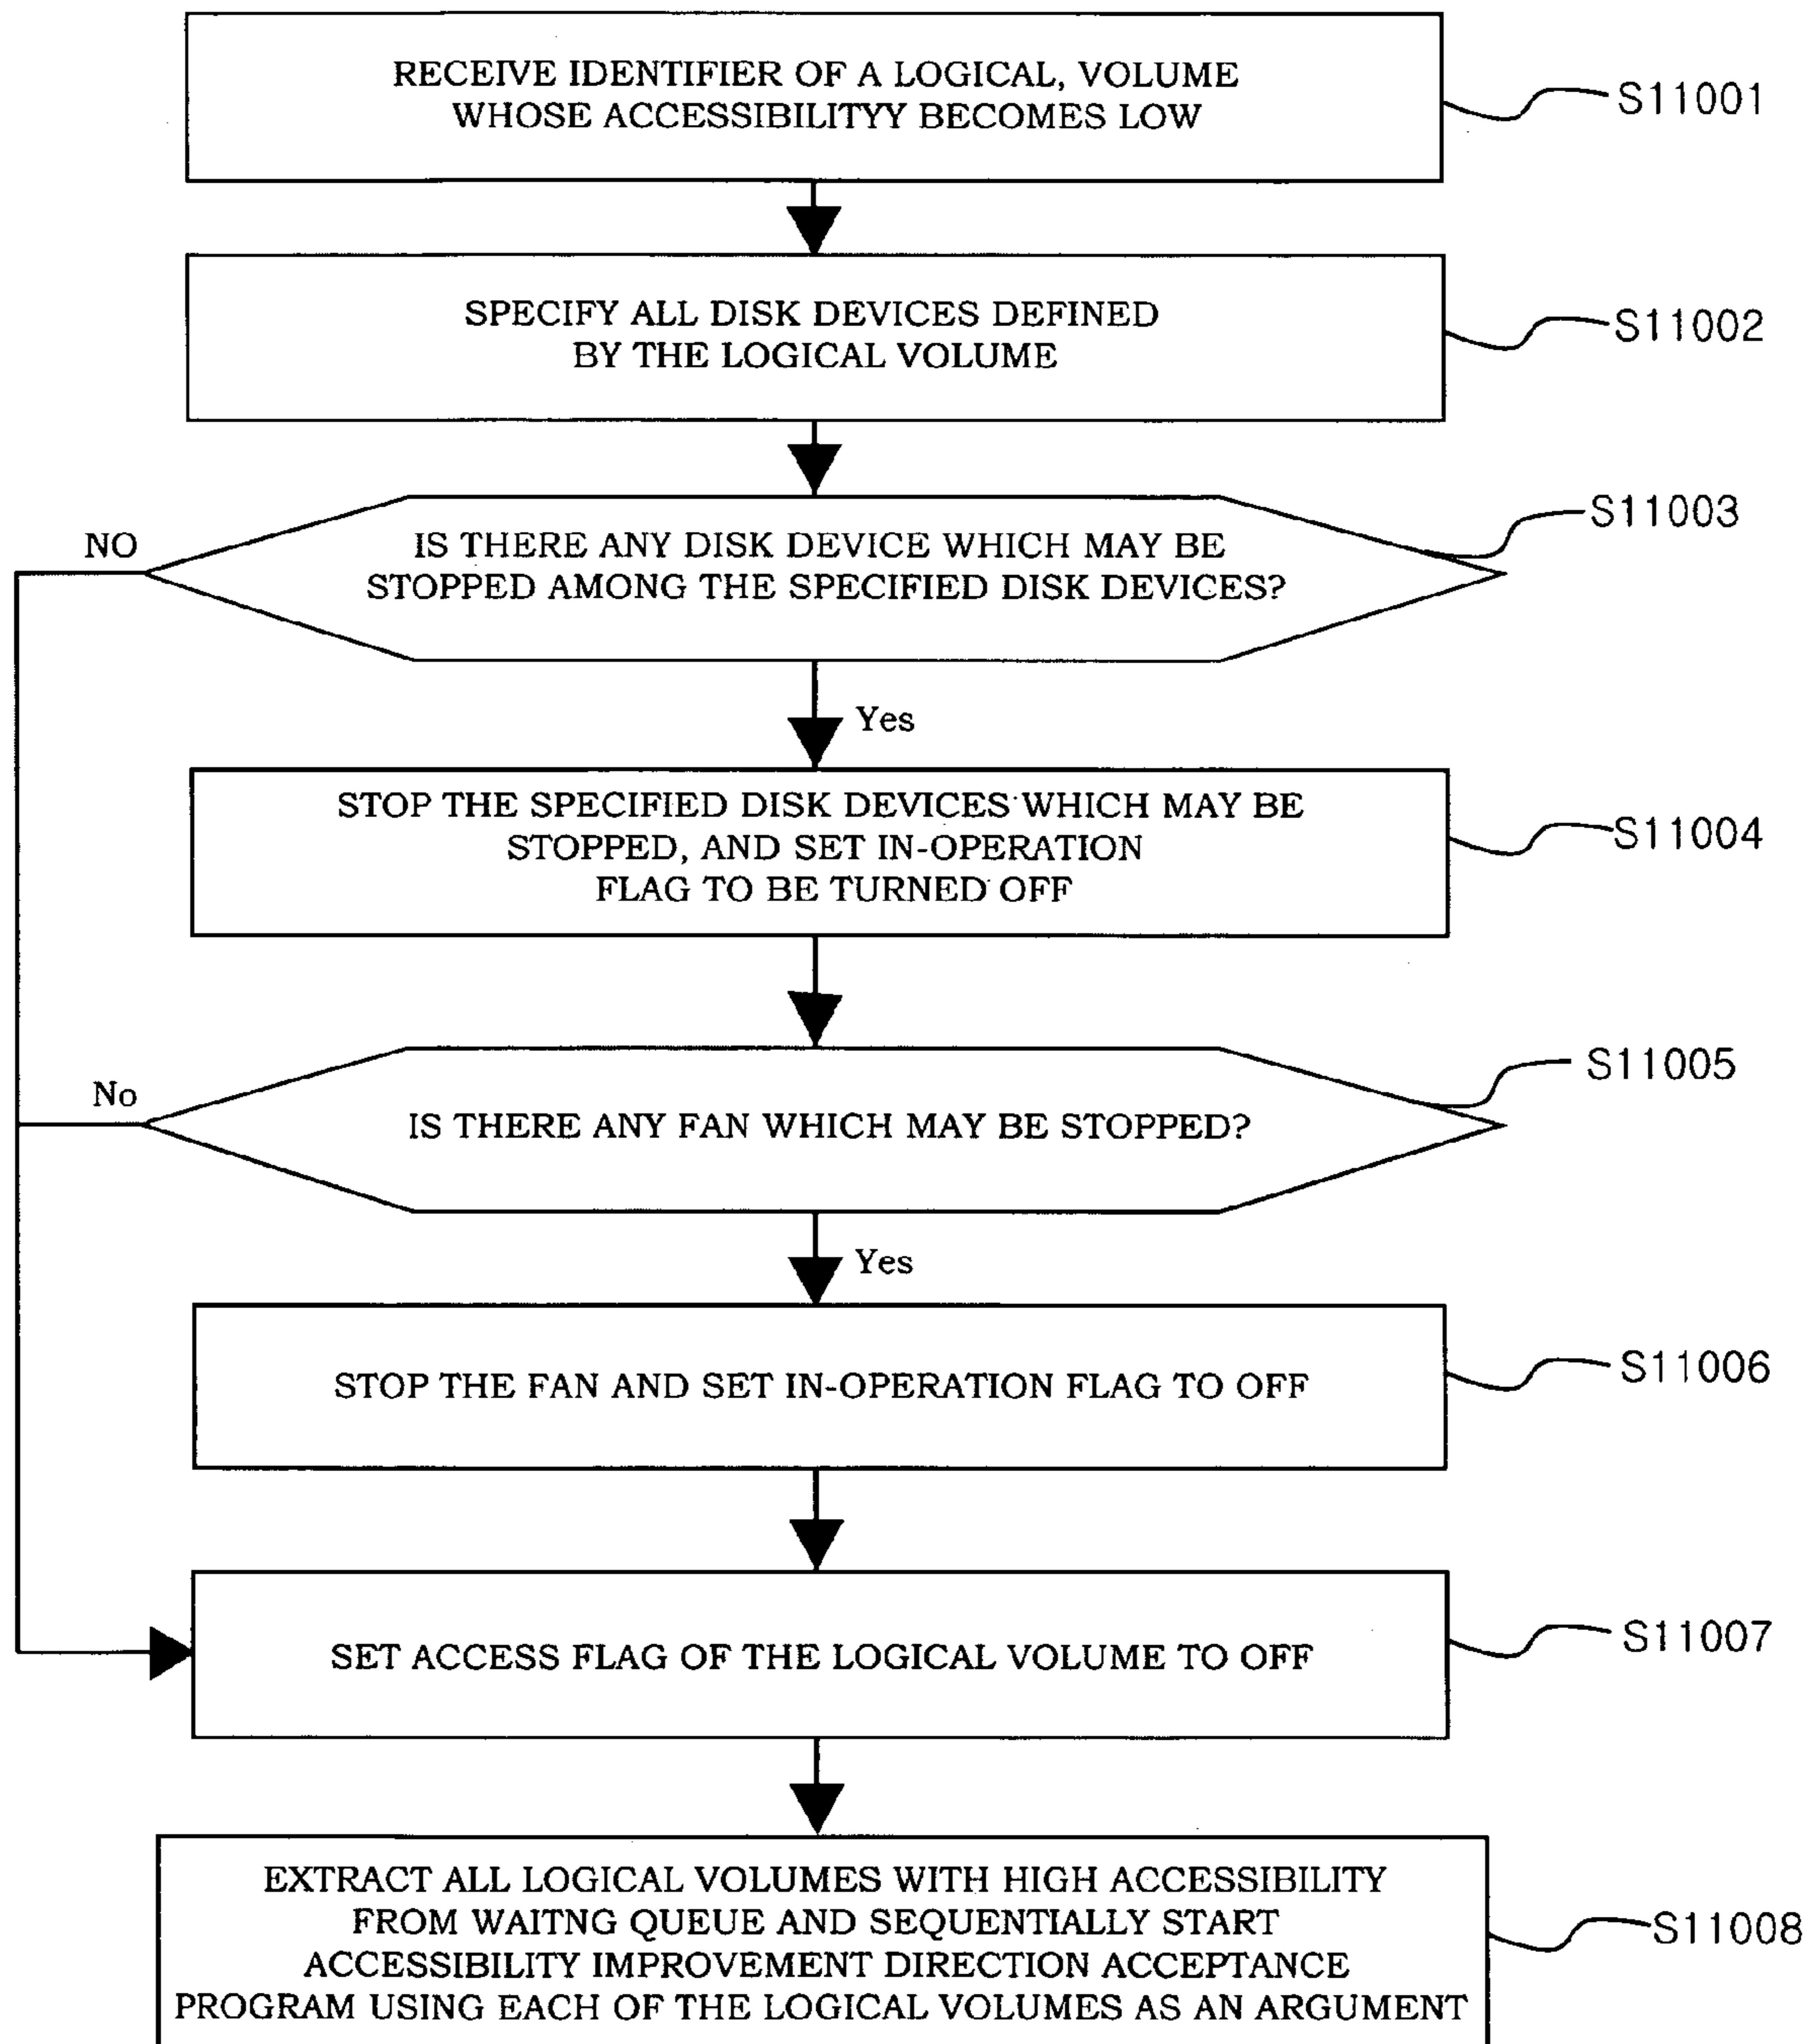 RECEIVE IDENTIFIER OF A LOGICAL, VOLUME
WHOSE ACCESSIBILITYY BECOMES LOW
S11001
SPECIFY ALL DISK DEVICES DEFINED
BY THE LOGICAL VOLUME
S11002
NO
IS THERE ANY DISK DEVICE WHICH MAY BE
STOPPED AMONG THE SPECIFIED DISK DEVICES?
S11003
Yes
STOP THE SPECIFIED DISK DEVICES WHICH MAY BE
STOPPED, AND SET IN-OPERATION
FLAG TO BE TURNED OFF
S11004
No
IS THERE ANY FAN WHICH MAY BE STOPPED?
S11005
Yes
STOP THE FAN AND SET IN-OPERATION FLAG TO OFF
S11006
SET ACCESS FLAG OF THE LOGICAL VOLUME TO OFF
S11007
EXTRACT ALL LOGICAL VOLUMES WITH HIGH ACCESSIBILITY
FROM WAITNG QUEUE AND SEQUENTIALLY START
ACCESSIBILITY IMPROVEMENT DIRECTION ACCEPTANCE
PROGRAM USING EACH OF THE LOGICAL VOLUMES AS AN ARGUMENT
S11008